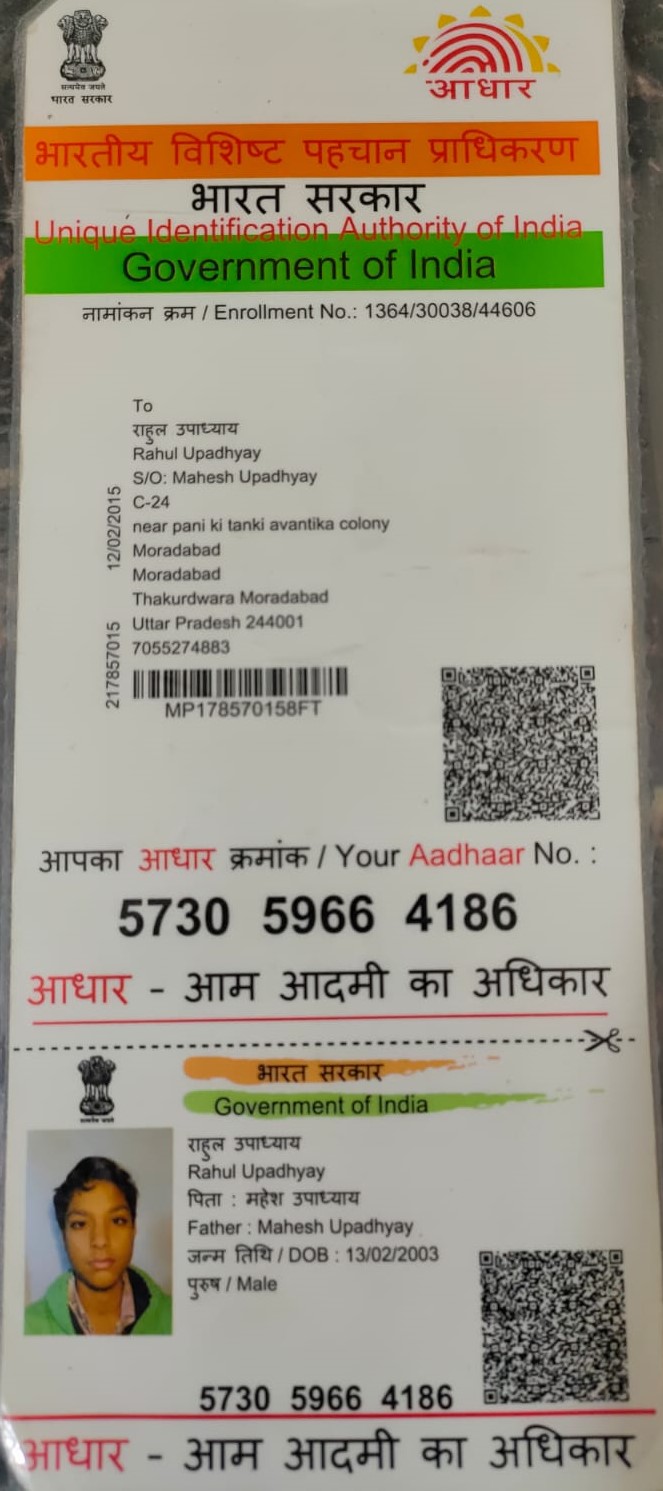 सत्यमेव जयते
भारत सरकार
आधार
भारतीय विशिष्ट पहचान प्राधिकरण
भारत सरकार
Unique Identification Authority of India
Government of India
नामांकन क्रम / Enrollment No.: 1364/30038/44606
To
राहुल उपाध्याय
Rahul Upadhyay
S/O: Mahesh Upadhyay
C-24
near pani ki tanki avantika colony
Moradabad
Moradabad
Thakurdwara Moradabad
Uttar Pradesh 244001
7055274883
217857015 12/02/2015
MP178570158FT
आपका आधार क्रमांक / Your Aadhaar No. :
5730 5966 4186
आधार - आम आदमी का अधिकार
सत्यमेव जयते
भारत सरकार
Government of India
राहुल उपाध्याय
Rahul Upadhyay
पिता : महेश उपाध्याय
Father : Mahesh Upadhyay
जन्म तिथि / DOB : 13/02/2003
पुरुष / Male
5730 5966 4186
आधार - आम आदमी का अधिकार